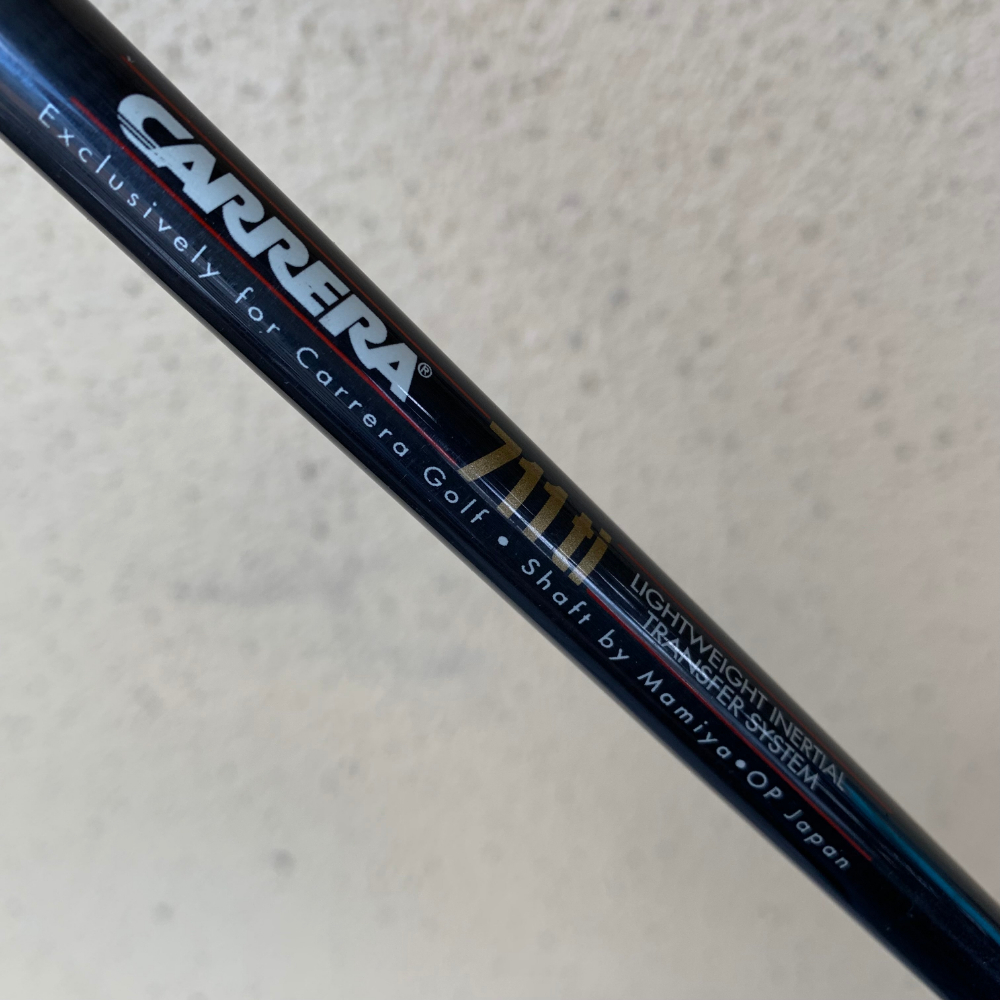 CARRERA®
711ti
LIGHTWEIGHT INERTIAL
TRANSFER SYSTEM
Exclusively for Carrera Golf • Shaft by Mamiya•OP Japan